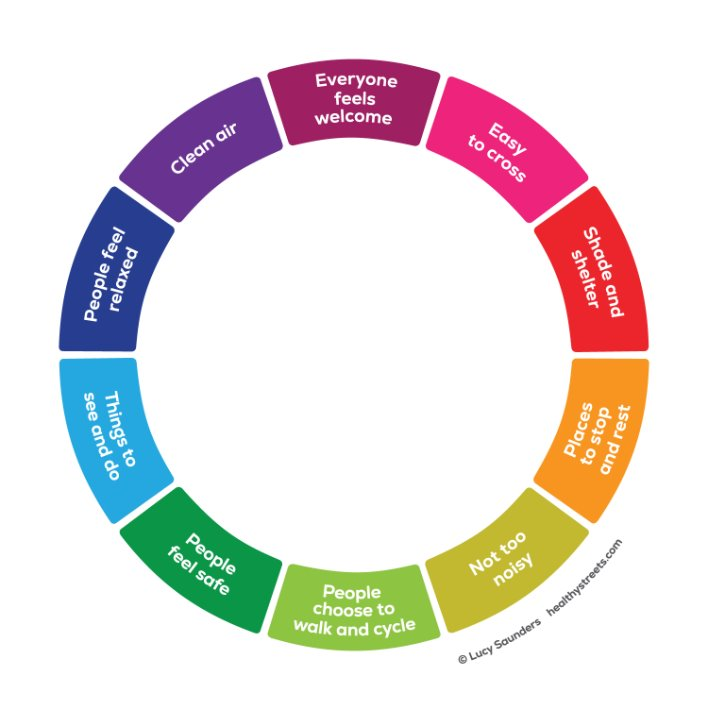 Everyone
feels
welcome
Easy
to cross
Shade and
shelter
Places
to stop
and rest
Not too
noisy
People
choose to
walk and cycle
People
feel safe
Things to
see and do
People feel
relaxed
Clean air
© Lucy Saunders healthystreets.com